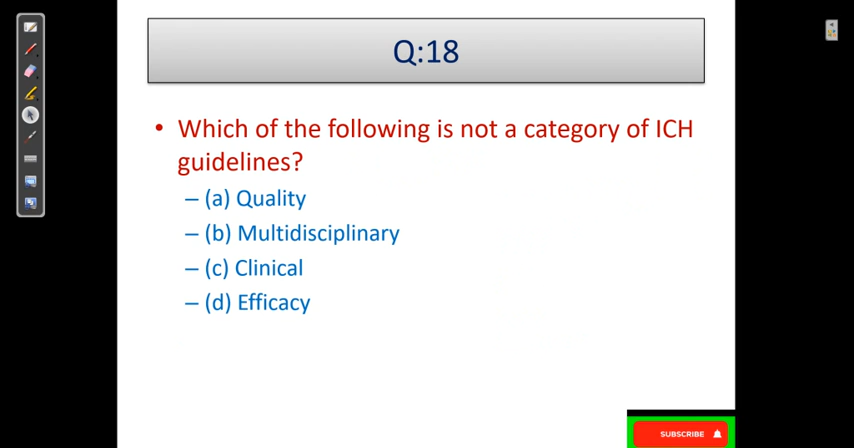 Q:18
• Which of the following is not a category of ICH
guidelines?
– (a) Quality
– (b) Multidisciplinary
– (c) Clinical
– (d) Efficacy
SUBSCRIBE